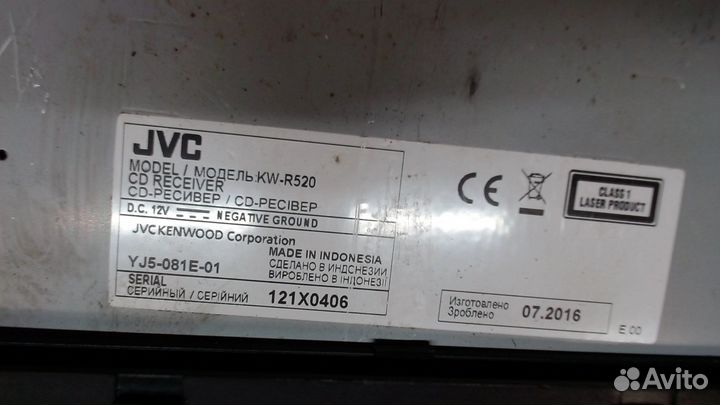 JVC
MODEL / МОДЕЛЬ:KW-R520
CD RECEIVER
CD-РЕСИВЕР / CD-РЕСІВЕР
D.C. 12V NEGATIVE GROUND
JVCKENWOOD Corporation
MADE IN INDONESIA
СДЕЛАНО В ИНДОНЕЗИИ
YJ5-081E-01
ВИРОБЛЕНО В ІНДОНЕЗІЇ
SERIAL
СЕРИЙНЫЙ / СЕРІЙНИЙ 121X0406
CE
CLASS 1
LASER PRODUCT
Изготовлено
Зроблено 07.2016
E.00
Avito